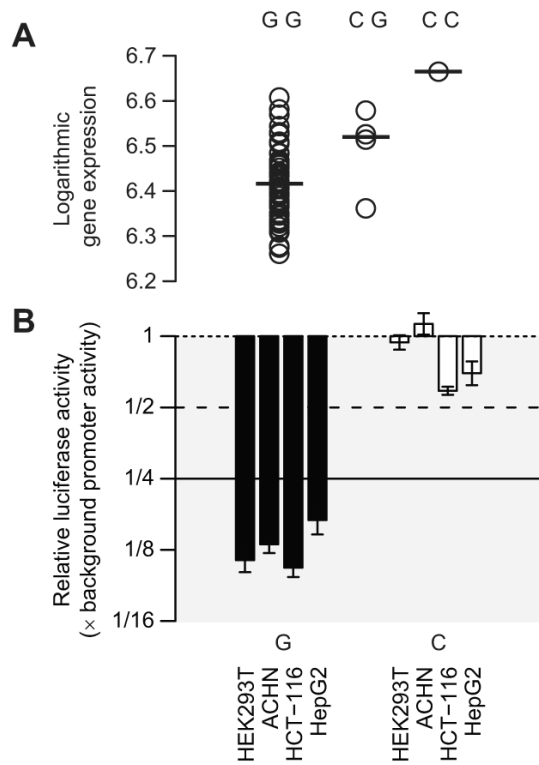 A
G G
C G
C C
Logarithmic
gene expression
6.7
6.6
6.5
6.4
6.3
6.2
B
Relative luciferase activity
(× background promoter activity)
1
1/2
1/4
1/8
1/16
G
C
HEK293T
ACHN
HCT−116
HepG2
HEK293T
ACHN
HCT−116
HepG2